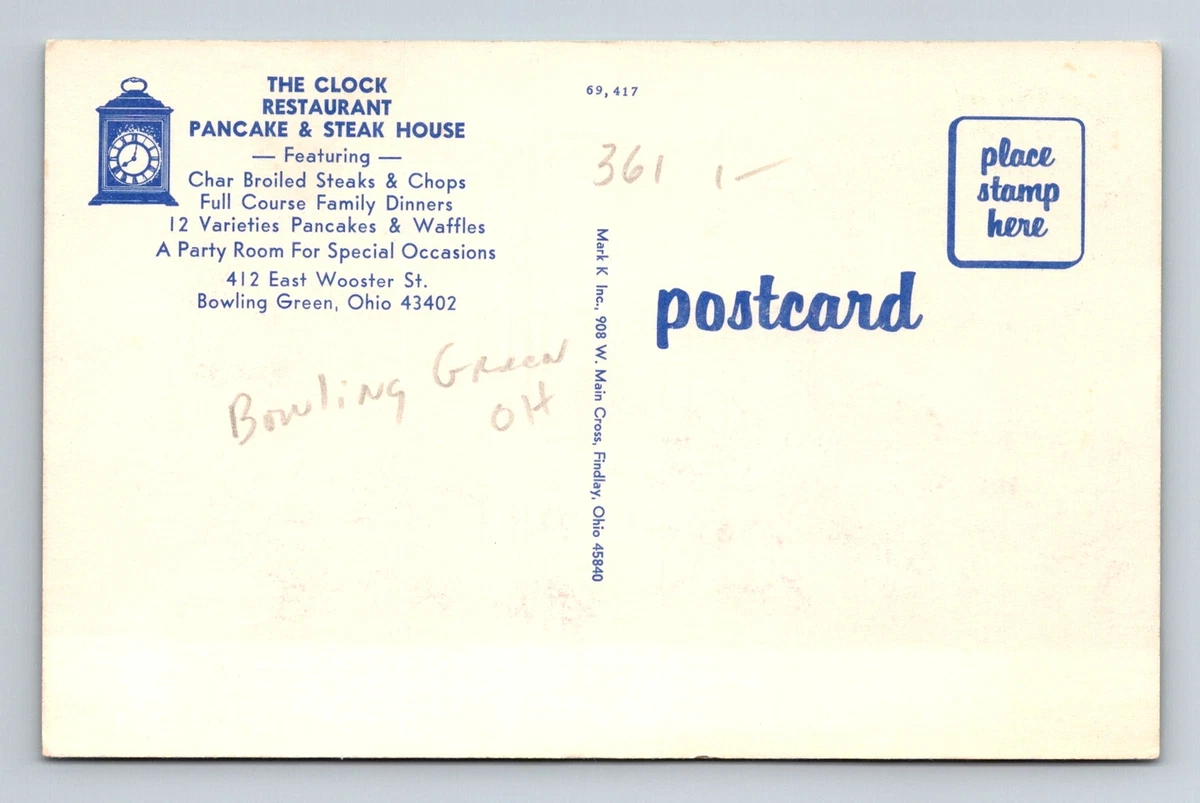 THE CLOCK
RESTAURANT
PANCAKE & STEAK HOUSE
— Featuring —
Char Broiled Steaks & Chops
Full Course Family Dinners
12 Varieties Pancakes & Waffles
A Party Room For Special Occasions
412 East Wooster St.
Bowling Green, Ohio 43402
Bowling Green
OH
69,417
361 1—
Mark K Inc., 908 W. Main Cross, Findlay, Ohio 45840
postcard
place
stamp
here